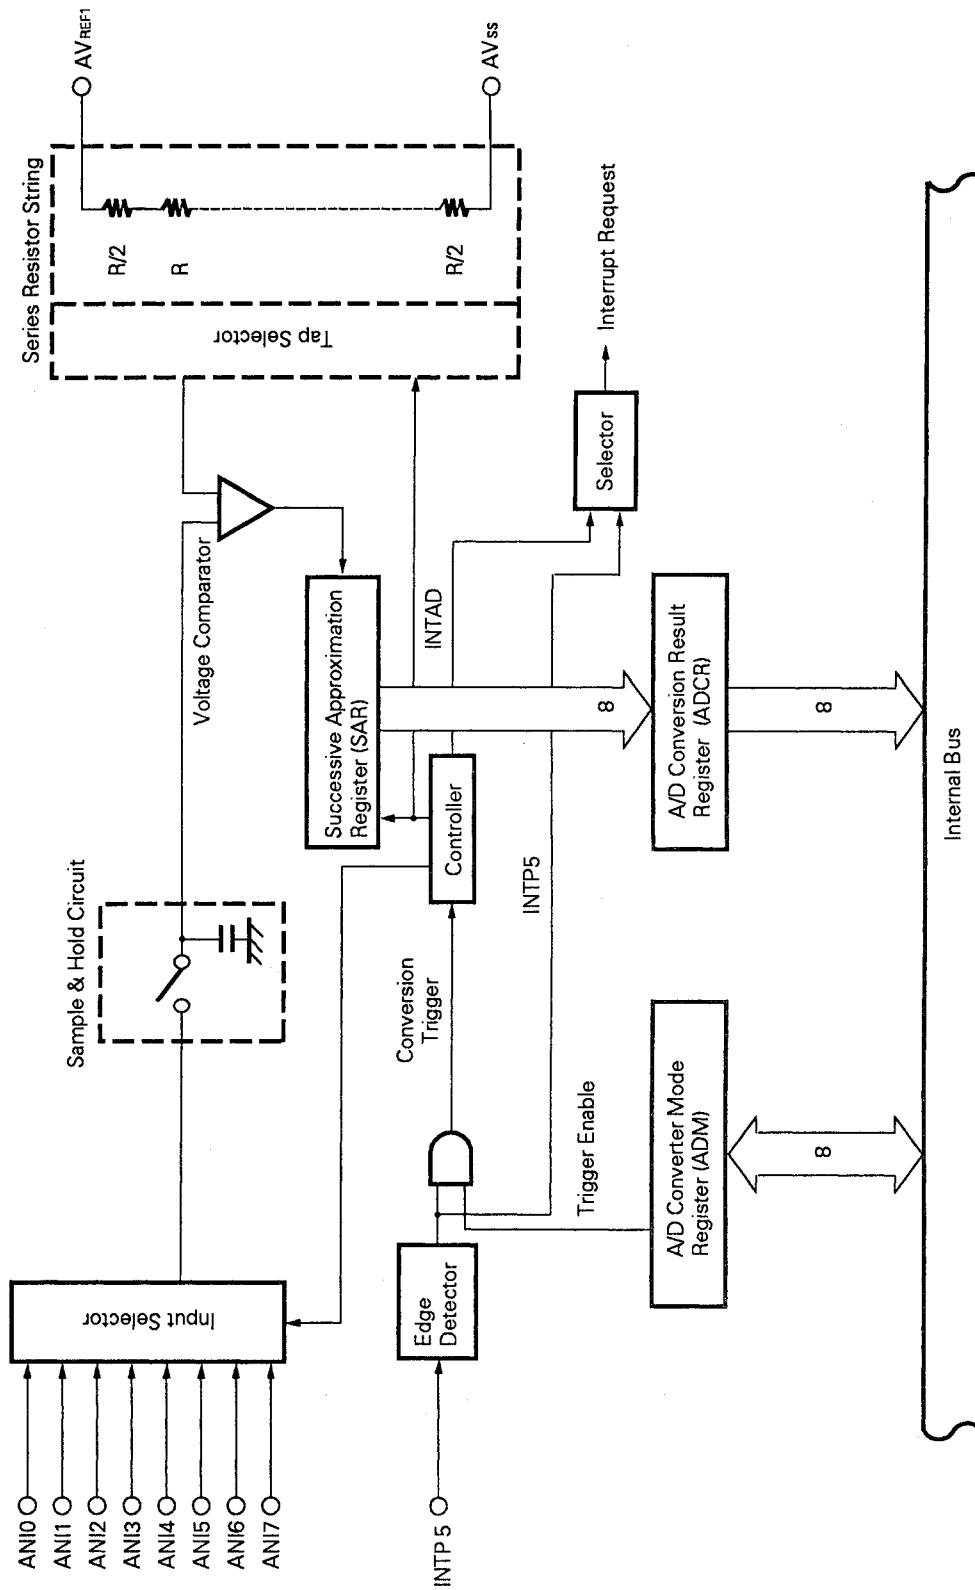 ANI0
ANI1
ANI2
ANI3
ANI4
ANI5
ANI6
ANI7
Input Selector
Sample & Hold Circuit
Voltage Comparator
Series Resistor String
Tap Selector
R/2
R
R/2
AVREF1
AVSS
Successive Approximation
Register (SAR)
INTP 5
Edge
Detector
Conversion
Trigger
Controller
INTAD
Trigger Enable
INTP5
Selector
Interrupt Request
8
A/D Converter Mode
Register (ADM)
A/D Conversion Result
Register (ADCR)
8
8
Internal Bus